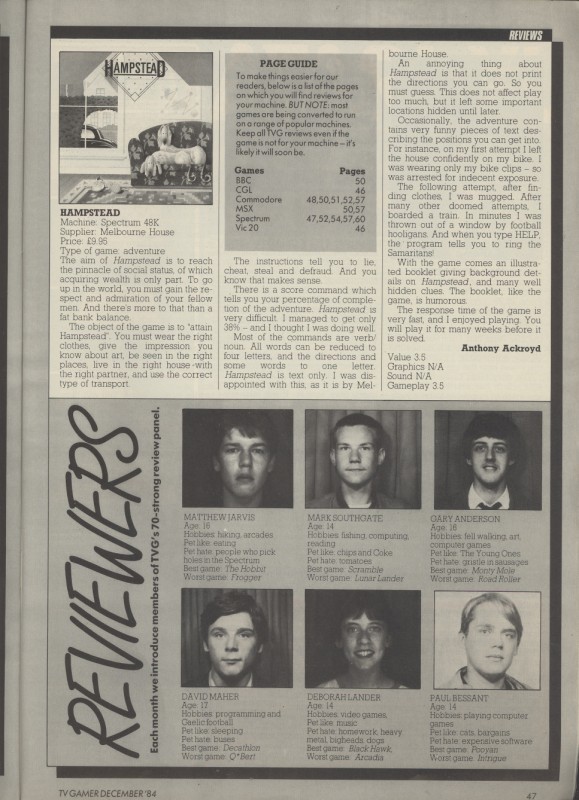 REVIEWS
HAMPSTEAD
HAMPSTEAD
Machine: Spectrum 48K
Supplier: Melbourne House
Price: £9.95
Type of game: adventure
The aim of Hampstead is to reach
the pinnacle of social status, of which
acquiring wealth is only part. To go
up in the world, you must gain the re-
spect and admiration of your fellow
men. And there's more to that than a
fat bank balance.
The object of the game is to "attain
Hampstead". You must wear the right
clothes, give the impression you
know about art, be seen in the right
places, live in the right house -with
the right partner, and use the correct
type of transport.
PAGE GUIDE
To make things easier for our
readers, below is a list of the pages
on which you will find reviews for
your machine. BUT NOTE: most
games are being converted to run
on a range of popular machines.
Keep all TVG reviews even if the
game is not for your machine – it's
likely it will soon be.
Games Pages
BBC 50
CGL 46
Commodore 48,50,51,52,57
MSX 50,57
Spectrum 47,52,54,57,60
Vic 20 46
The instructions tell you to lie,
cheat, steal and defraud. And you
know that makes sense.
There is a score command which
tells you your percentage of comple-
tion of the adventure. Hampstead is
very difficult. I managed to get only
38% – and I thought I was doing well.
Most of the commands are verb/
noun. All words can be reduced to
four letters, and the directions and
some words to one letter.
Hampstead is text only. I was dis-
appointed with this, as it is by Mel-
bourne House.
An annoying thing about
Hampstead is that it does not print
the directions you can go. So you
must guess. This does not affect play
too much, but it left some important
locations hidden until later.
Occasionally, the adventure con-
tains very funny pieces of text des-
cribing the positions you can get into.
For instance, on my first attempt I left
the house confidently on my bike. I
was wearing only my bike clips – so
was arrested for indecent exposure.
The following attempt, after fin-
ding clothes, I was mugged. After
many other doomed attempts, I
boarded a train. In minutes I was
thrown out of a window by football
hooligans. And when you type HELP,
the program tells you to ring the
Samaritans!
With the game comes an illustra-
ted booklet giving background det-
ails on Hampstead, and many well
hidden clues. The booklet, like the
game, is humorous.
The response time of the game is
very fast, and I enjoyed playing. You
will play it for many weeks before it
is solved.
Anthony Ackroyd
Value 3.5
Graphics N/A
Sound N/A
Gameplay 3.5
REVIEWERS
Each month we introduce members of TVG's 70-strong review panel.
MATTHEW JARVIS
Age: 16
Hobbies: hiking, arcades
Pet like: eating
Pet hate: people who pick
holes in the Spectrum
Best game: The Hobbit
Worst game: Frogger
MARK SOUTHGATE
Age: 14
Hobbies: fishing, computing,
reading
Pet like: chips and Coke
Pet hate: tomatoes
Best game: Scramble
Worst game: Lunar Lander
GARY ANDERSON
Age: 16
Hobbies: fell walking, art,
computer games
Pet like: The Young Ones
Pet hate: gristle in sausages
Best game: Monty Mole
Worst game: Road Roller
DAVID MAHER
Age: 17
Hobbies: programming and
Gaelic football
Pet like: sleeping
Pet hate: buses
Best game: Decathlon
Worst game: Q*Bert
DEBORAH LANDER
Age: 14
Hobbies: video games,
Pet like: music
Pet hate: homework, heavy
metal, bigheads, dogs
Best game: Black Hawk,
Worst game: Arcadia
PAUL BESSANT
Age: 14
Hobbies: playing computer
games
Pet like: cats, bargains
Pet hate: expensive software
Best game: Pooyan
Worst game: Intrigue
TV GAMER DECEMBER '84
47